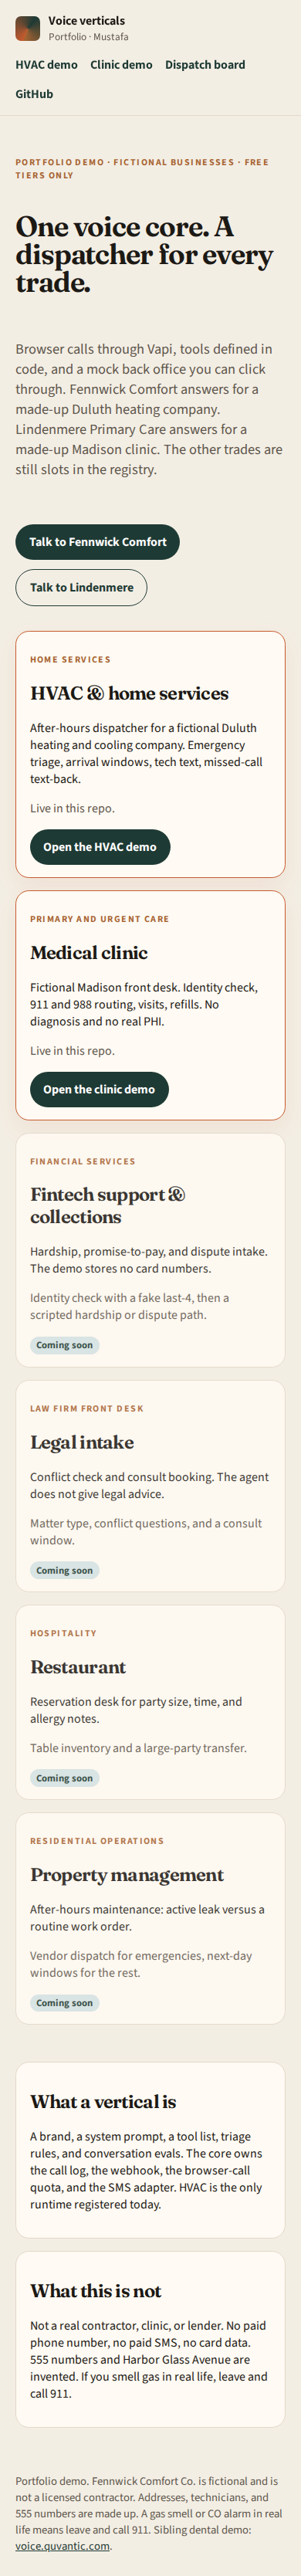 Voice verticals
Portfolio · Mustafa
HVAC demo Clinic demo Dispatch board
GitHub
PORTFOLIO DEMO · FICTIONAL BUSINESSES · FREE
TIERS ONLY
One voice core. A
dispatcher for every
trade.
Browser calls through Vapi, tools defined in
code, and a mock back office you can click
through. Fennwick Comfort answers for a
made-up Duluth heating company.
Lindenmere Primary Care answers for a
made-up Madison clinic. The other trades are
still slots in the registry.
Talk to Fennwick Comfort
Talk to Lindenmere
HOME SERVICES
HVAC & home services
After-hours dispatcher for a fictional Duluth
heating and cooling company. Emergency
triage, arrival windows, tech text, missed-call
text-back.
Live in this repo.
Open the HVAC demo
PRIMARY AND URGENT CARE
Medical clinic
Fictional Madison front desk. Identity check,
911 and 988 routing, visits, refills. No
diagnosis and no real PHI.
Live in this repo.
Open the clinic demo
FINANCIAL SERVICES
Fintech support &
collections
Hardship, promise-to-pay, and dispute intake.
The demo stores no card numbers.
Identity check with a fake last-4, then a
scripted hardship or dispute path.
Coming soon
LAW FIRM FRONT DESK
Legal intake
Conflict check and consult booking. The agent
does not give legal advice.
Matter type, conflict questions, and a consult
window.
Coming soon
HOSPITALITY
Restaurant
Reservation desk for party size, time, and
allergy notes.
Table inventory and a large-party transfer.
Coming soon
RESIDENTIAL OPERATIONS
Property management
After-hours maintenance: active leak versus a
routine work order.
Vendor dispatch for emergencies, next-day
windows for the rest.
Coming soon
What a vertical is
A brand, a system prompt, a tool list, triage
rules, and conversation evals. The core owns
the call log, the webhook, the browser-call
quota, and the SMS adapter. HVAC is the only
runtime registered today.
What this is not
Not a real contractor, clinic, or lender. No paid
phone number, no paid SMS, no card data.
555 numbers and Harbor Glass Avenue are
invented. If you smell gas in real life, leave and
call 911.
Portfolio demo. Fennwick Comfort Co. is fictional and is
not a licensed contractor. Addresses, technicians, and
555 numbers are made up. A gas smell or CO alarm in real
life means leave and call 911. Sibling dental demo:
voice.quvantic.com.